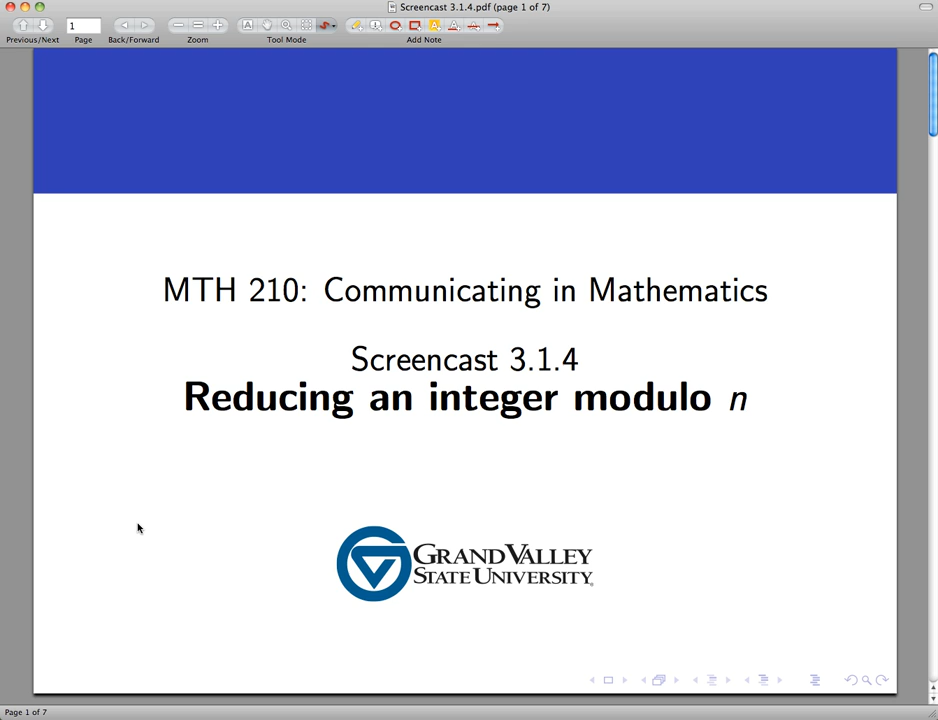 Screencast 3.1.4.pdf (page 1 of 7)
1
Previous/Next Page Back/Forward Zoom Tool Mode Add Note
MTH 210: Communicating in Mathematics
Screencast 3.1.4
Reducing an integer modulo n
GRAND VALLEY
STATE UNIVERSITY
Page 1 of 7